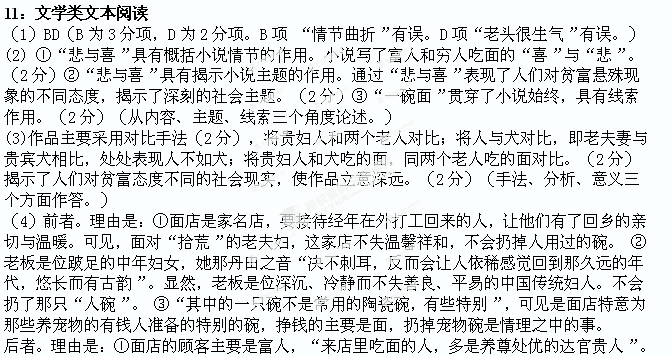 11：文学类文本阅读
（1）BD（B 为3分项，D 为2分项。B项 “情节曲折”有误。D项“老头很生气”有误。）
(2) ①“悲与喜”具有概括小说情节的作用。小说写了富人和穷人吃面的“喜”与“悲”。
（2分）②“悲与喜”具有揭示小说主题的作用。通过“悲与喜”表现了人们对贫富悬殊现
象的不同态度，揭示了深刻的社会主题。（2分）③“一碗面”贯穿了小说始终，具有线索
作用。（2分）（从内容、主题、线索三个角度论述。）
(3)作品主要采用对比手法（2分），将贵妇人和两个老人对比；将人与犬对比，即老夫妻与
贵宾犬相比，处处表现人不如犬；将贵妇人和犬吃的面，同两个老人吃的面对比。（2分）
揭示了人们对贫富态度不同的社会现实，使作品立意深远。（2分）（手法、分析、意义三
个方面作答。）
（4）前者。理由是：①面店是家名店，要接待经年在外打工回来的人，让他们有了回乡的亲
切与温暖。可见，面对“拾荒”的老夫妇，这家店不失温馨祥和，不会扔掉人用过的碗。②
老板是位跛足的中年妇女，她那丹田之音“决不刺耳，反而会让人依稀感觉回到那久远的年
代，悠长而有古韵”。显然，老板是位深沉、冷静而不失善良、平易的中国传统妇人。不会
扔了那只“人碗”。③“其中的一只碗不是常用的陶瓷碗，有些特别”，可见是面店特意为
那些养宠物的有钱人准备的特别的碗，挣钱的主要是面，扔掉宠物碗是情理之中的事。
后者。理由是：①面店的顾客主要是富人，“来店里吃面的人，多是养尊处优的达官贵人”。